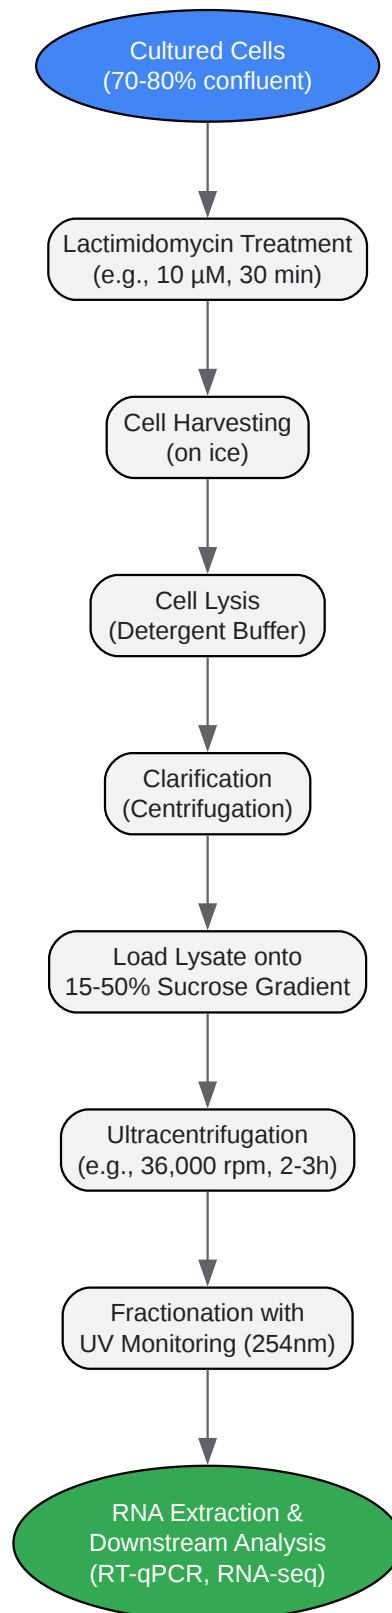 Cultured Cells
(70-80% confluent)
Lactimidomycin Treatment
(e.g., 10 µM, 30 min)
Cell Harvesting
(on ice)
Cell Lysis
(Detergent Buffer)
Clarification
(Centrifugation)
Load Lysate onto
15-50% Sucrose Gradient
Ultracentrifugation
(e.g., 36,000 rpm, 2-3h)
Fractionation with
UV Monitoring (254nm)
RNA Extraction &
Downstream Analysis
(RT-qPCR, RNA-seq)